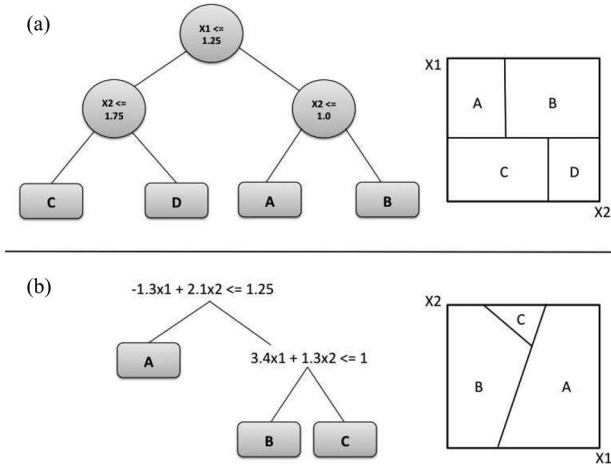 (a)
X1 <=
1.25
X2 <=
1.75
X2 <=
1.0
C
D
A
B
X1
A
B
C
D
X2
(b)
-1.3x1 + 2.1x2 <= 1.25
A
3.4x1 + 1.3x2 <= 1
B
C
X2
C
B
A
X1